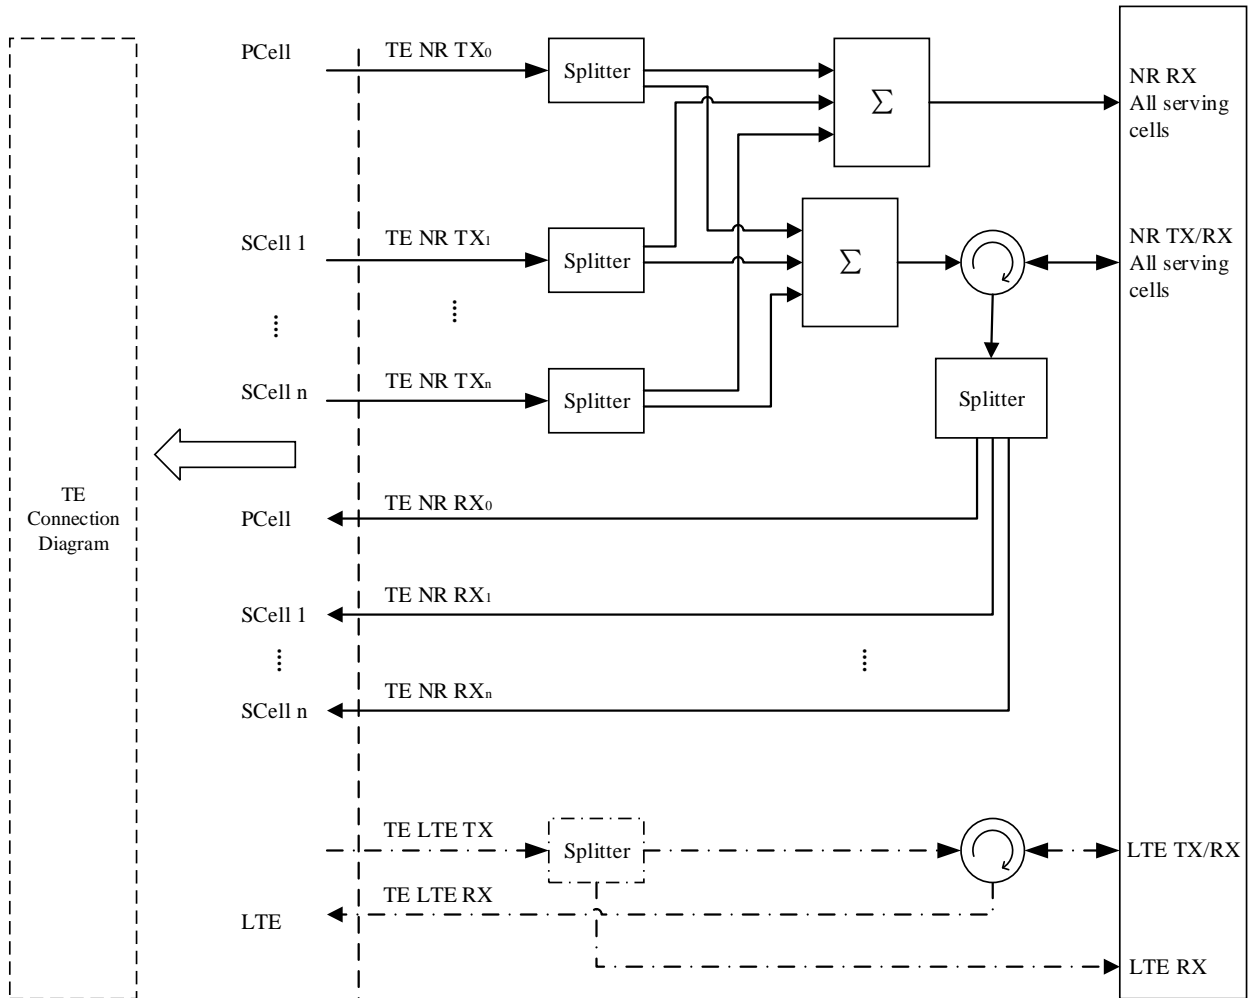 PCell
TE NR TX₀
Splitter
Σ
NR RX
All serving
cells
SCell 1
TE NR TX₁
Splitter
Σ
NR TX/RX
All serving
cells
SCell n
TE NR TXₙ
Splitter
Splitter
TE
Connection
Diagram
PCell
TE NR RX₀
SCell 1
TE NR RX₁
SCell n
TE NR RXₙ
TE LTE TX
Splitter
LTE TX/RX
TE LTE RX
LTE
LTE RX